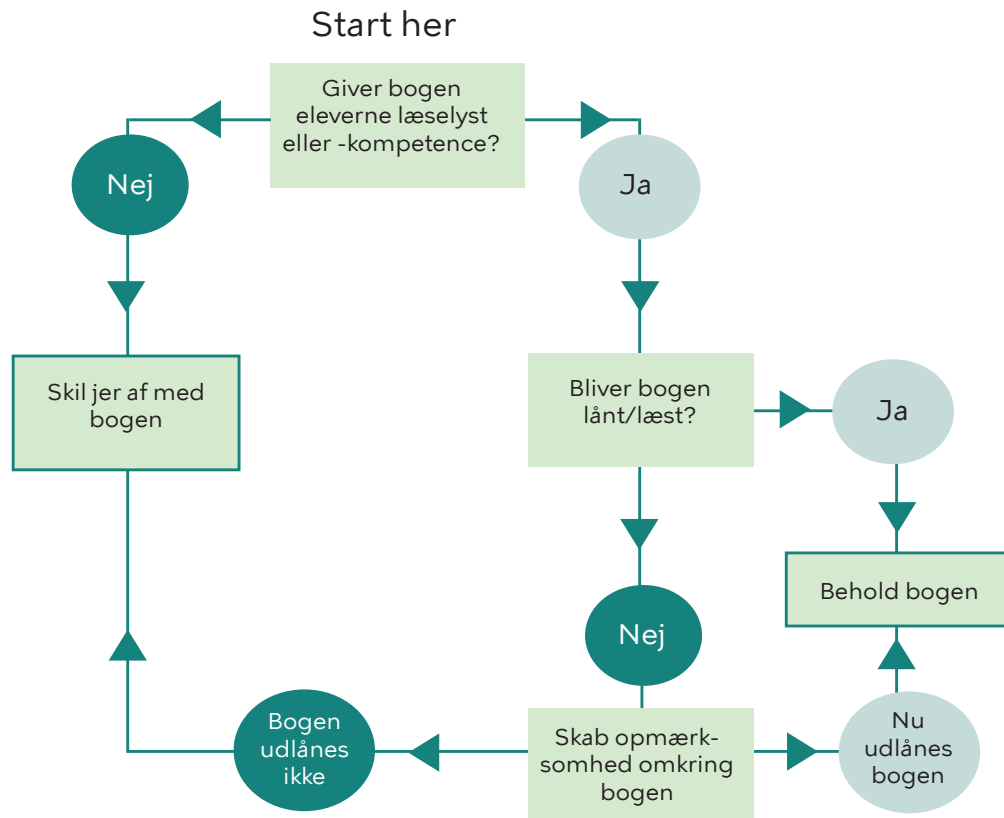 Start her
Giver bogen
eleverne læselyst
eller -kompetence?
Nej
Ja
Skil jer af med
bogen
Bliver bogen
lånt/læst?
Ja
Behold bogen
Nej
Bogen
udlånes
ikke
Skab opmærk-
somhed omkring
bogen
Nu
udlånes
bogen